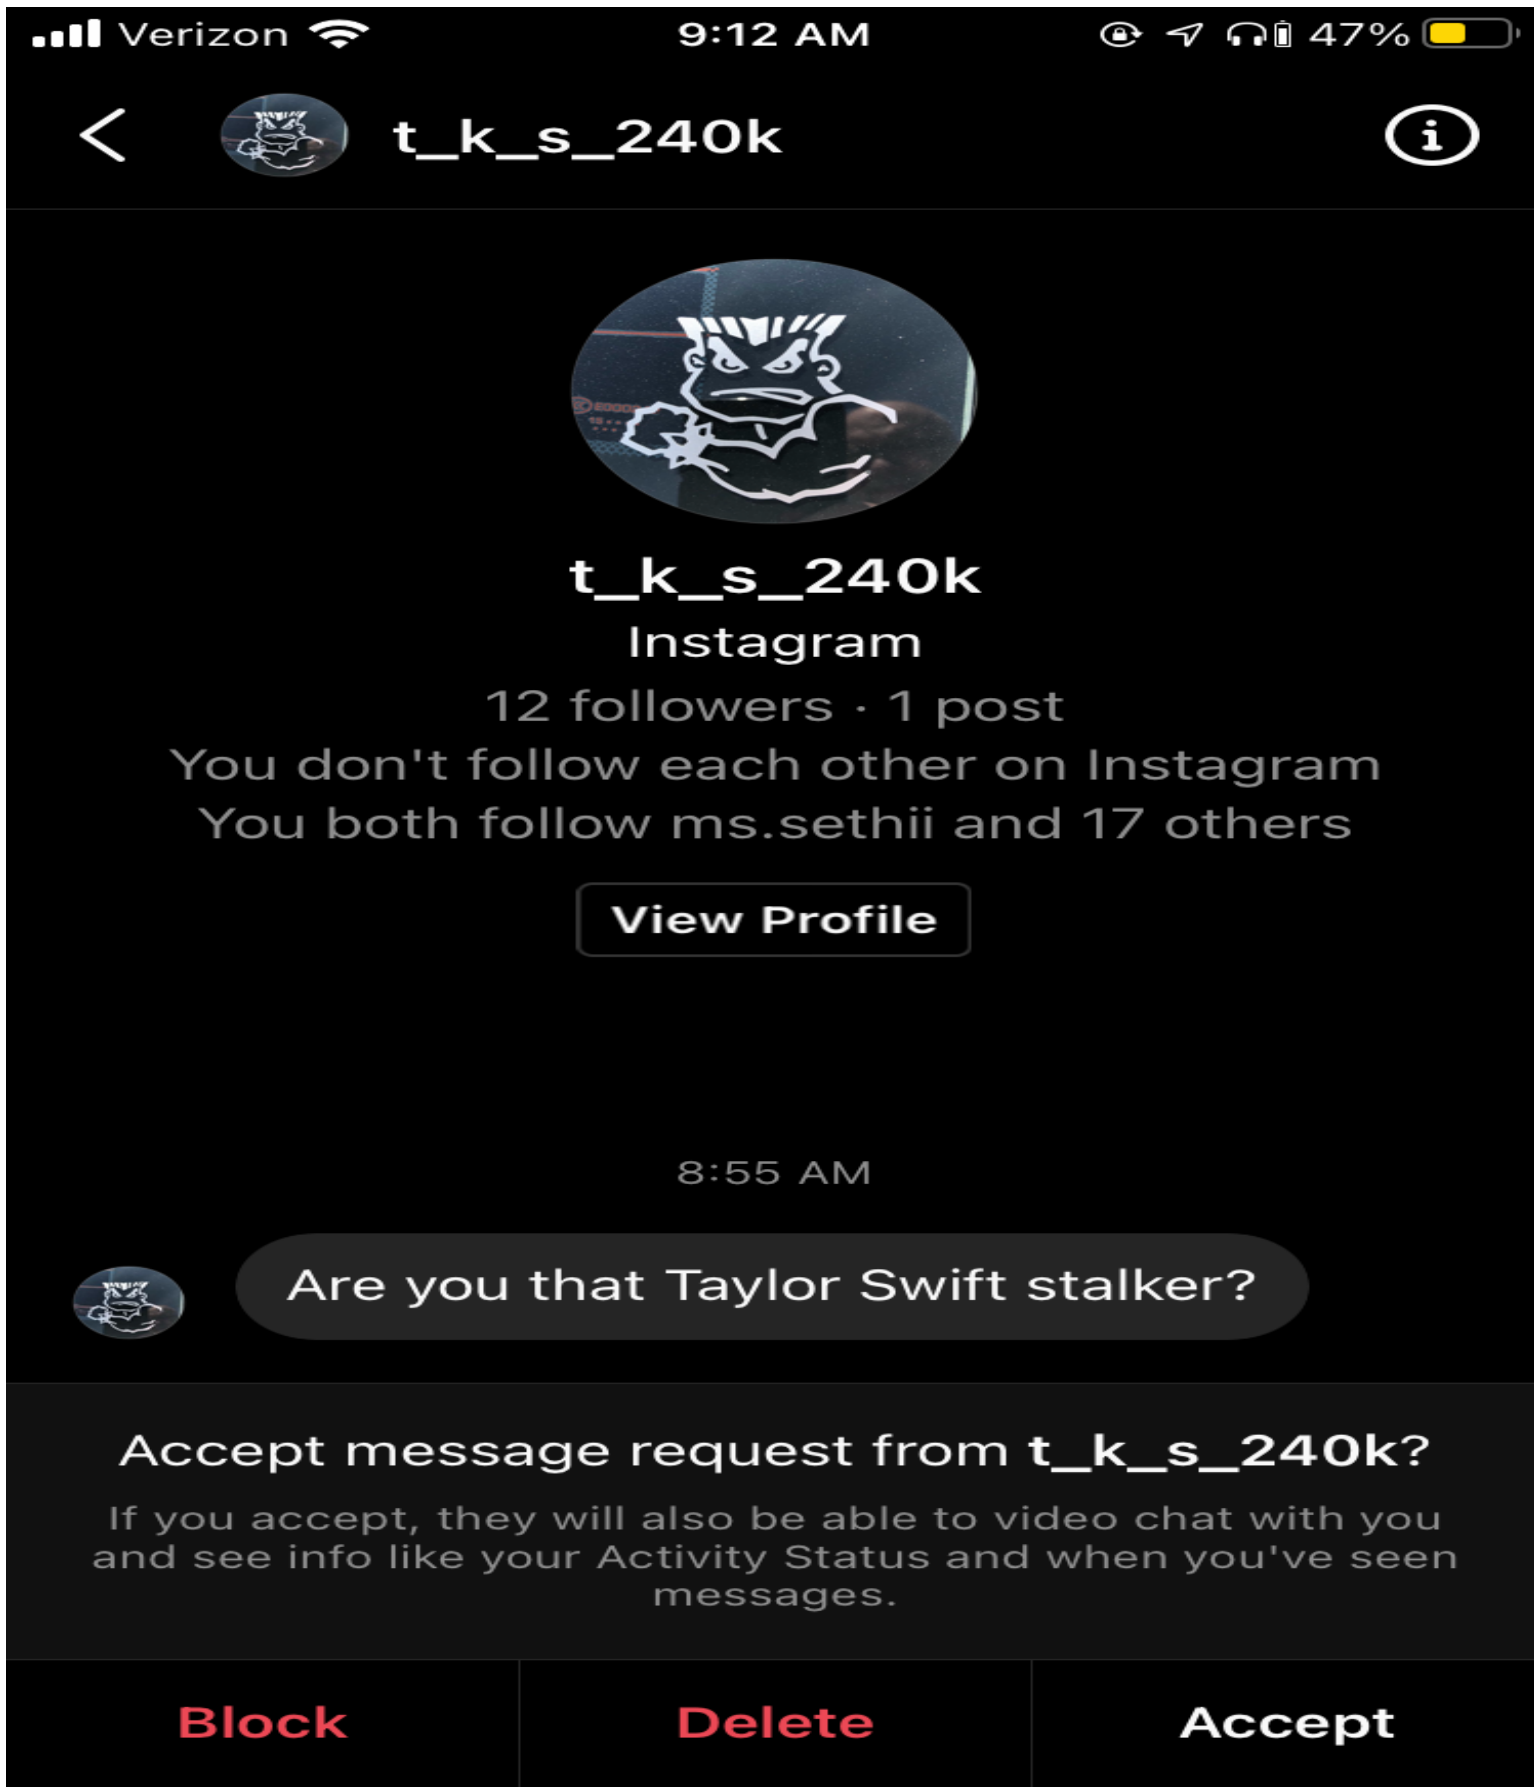 Verizon 9:12 AM 47%
t_k_s_240k
t_k_s_240k
Instagram
12 followers · 1 post
You don't follow each other on Instagram
You both follow ms.sethii and 17 others
View Profile
8:55 AM
Are you that Taylor Swift stalker?
Accept message request from t_k_s_240k?
If you accept, they will also be able to video chat with you
and see info like your Activity Status and when you've seen
messages.
Block Delete Accept